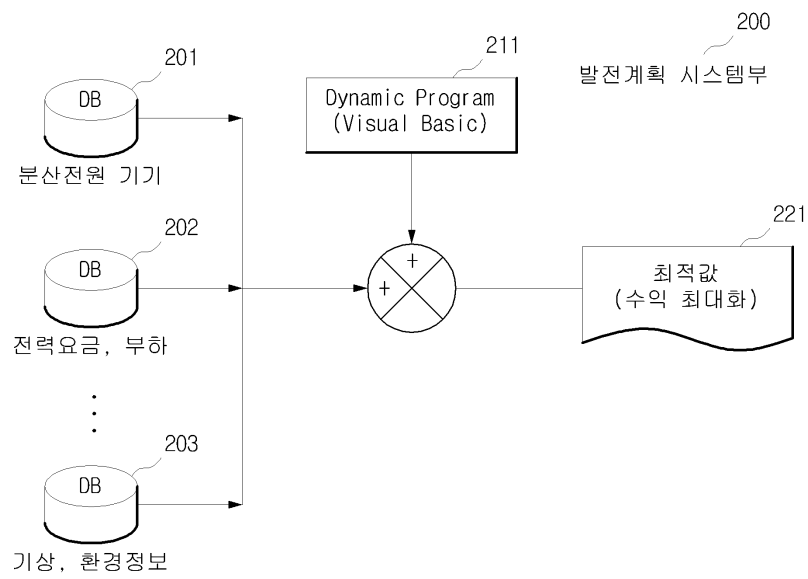 200
발전계획 시스템부
201
DB
분산전원 기기
211
Dynamic Program
(Visual Basic)
202
DB
전력요금, 부하
+
+
221
최적값
(수익 최대화)
203
DB
기상, 환경정보